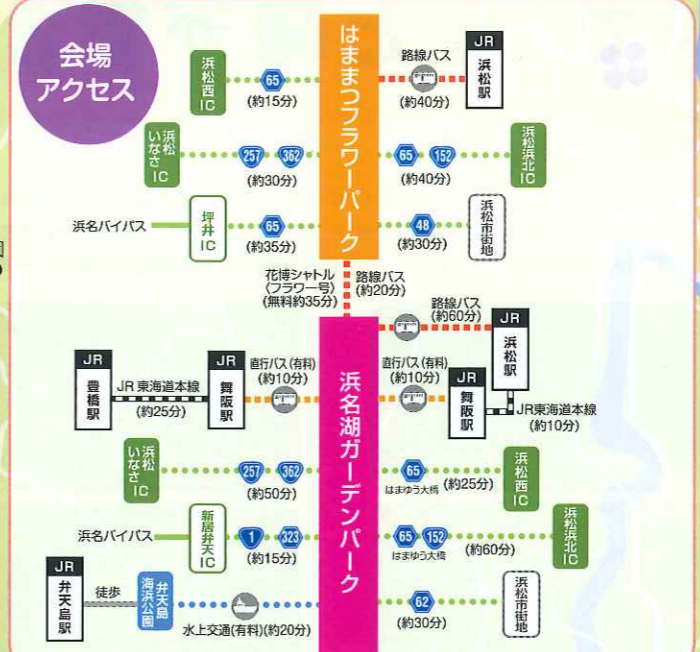 会場
アクセス
はままつフラワーパーク
浜松西IC
65
(約15分)
路線バス
(約40分)
JR
浜松駅
浜松いなさIC
257 362
(約30分)
65 152
(約40分)
浜松浜北IC
浜名バイパス
坪井IC
65
(約35分)
48
(約30分)
浜松市街地
花博シャトル
(フラワー号)
(無料約35分)
路線バス
(約20分)
浜名湖ガーデンパーク
路線バス
(約60分)
JR
浜松駅
JR
豊橋駅
JR東海道本線
(約25分)
JR
舞阪駅
直行バス(有料)
(約10分)
直行バス(有料)
(約10分)
JR
舞阪駅
JR東海道本線
(約10分)
浜松いなさIC
257 362
(約50分)
65
はまゆう大橋
(約25分)
浜松西IC
浜名バイパス
新居弁天IC
1 323
(約15分)
65 152
はまゆう大橋
(約60分)
浜松浜北IC
JR
弁天島駅
徒歩
弁天島
海浜公園
水上交通(有料)(約20分)
62
(約30分)
浜松市街地